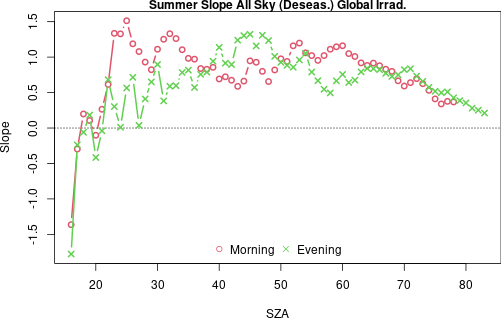 Summer Slope All Sky (Deseas.) Global Irrad.
Slope
1.5
1.0
0.5
0.0
-0.5
-1.0
-1.5
Morning Evening
20 30 40 50 60 70 80
SZA